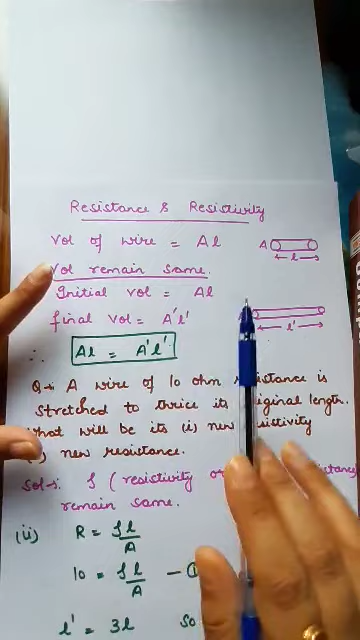 Resistance & Resistivity
Vol of wire = Al
A
l
Vol remain same.
Initial vol = Al
final vol = A'l'
l'
∴ Al = A'l'
Q→ A wire of 10 ohm resistance is
stretched to thrice its original length.
What will be its (i) new resistivity
new resistance.
Sol→ ρ (resistivity
remain same.
(ii) R = ρl/A
10 = ρl/A — ①
l' = 3l So